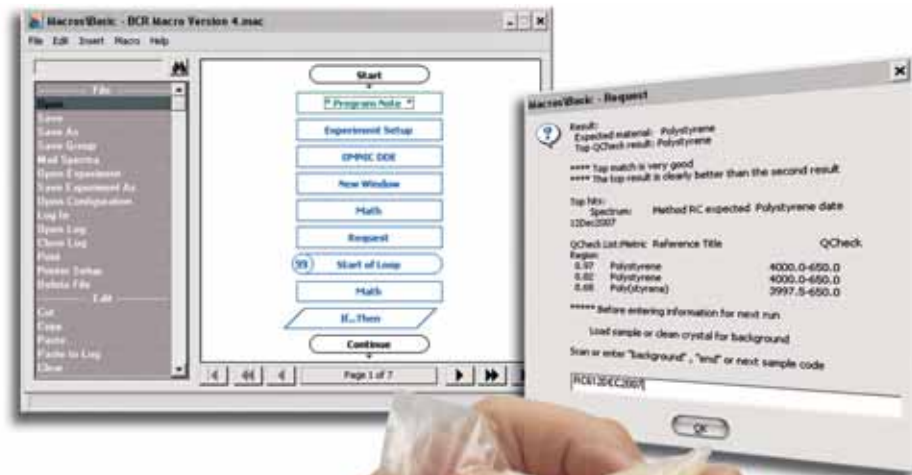 Macros\Basic - BCR Macro Version 4.mac
File Edit Insert Macro Help
File
Open
Save
Save As
Save Group
Mail Spectra
Open Experiment
Save Experiment As
Open Configuration
Log In
Open Log
Close Log
Print
Printer Setup
Delete File
Edit
Cut
Copy
Paste
Paste to Log
Clear
Start
* Program Note *
Experiment Setup
OMNIC DDE
New Window
Math
Request
99 Start of Loop
Math
If...Then
Continue
Page 1 of 7
Macros\Basic - Request
Result:
Expected material: Polystyrene
Top QCheck result: Polystyrene
**** Top match is very good
**** The top result is clearly better than the second result
Top hits:
Spectrum: Method RC expected Polystyrene date
12Dec2007
QCheck List:Metric Reference Title QCheck
Region:
0.97 Polystyrene 4000.0-650.0
0.82 Polystyrene 4000.0-650.0
0.68 Poly(styrene) 3997.5-650.0
***** Before entering information for next run
Load sample or clean crystal for background
Scan or enter "background", "end" or next sample code
OK